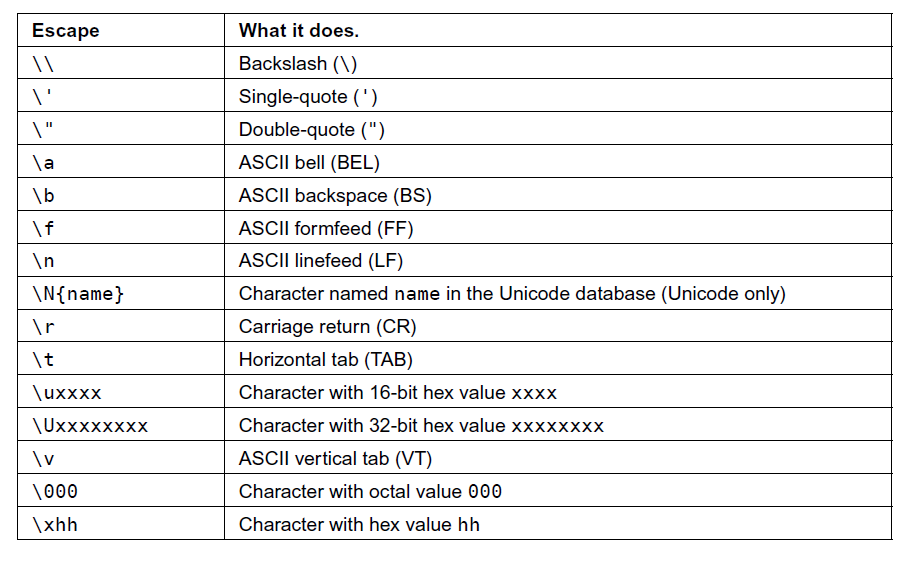 Escape What it does.
\\ Backslash (\)
\' Single-quote (')
\" Double-quote (")
\a ASCII bell (BEL)
\b ASCII backspace (BS)
\f ASCII formfeed (FF)
\n ASCII linefeed (LF)
\N{name} Character named name in the Unicode database (Unicode only)
\r Carriage return (CR)
\t Horizontal tab (TAB)
\uxxxx Character with 16-bit hex value xxxx
\Uxxxxxxxx Character with 32-bit hex value xxxxxxxx
\v ASCII vertical tab (VT)
\000 Character with octal value 000
\xhh Character with hex value hh